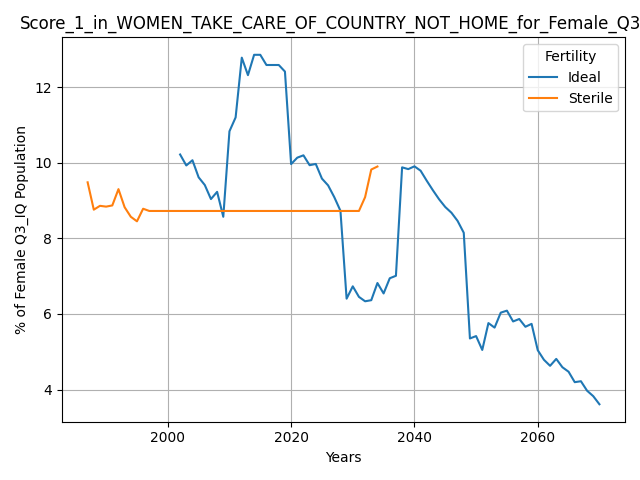 Score_1_in_WOMEN_TAKE_CARE_OF_COUNTRY_NOT_HOME_for_Female_Q3
Fertility
Ideal
Sterile
% of Female Q3_IQ Population
12
10
8
6
4
2000 2020 2040 2060
Years